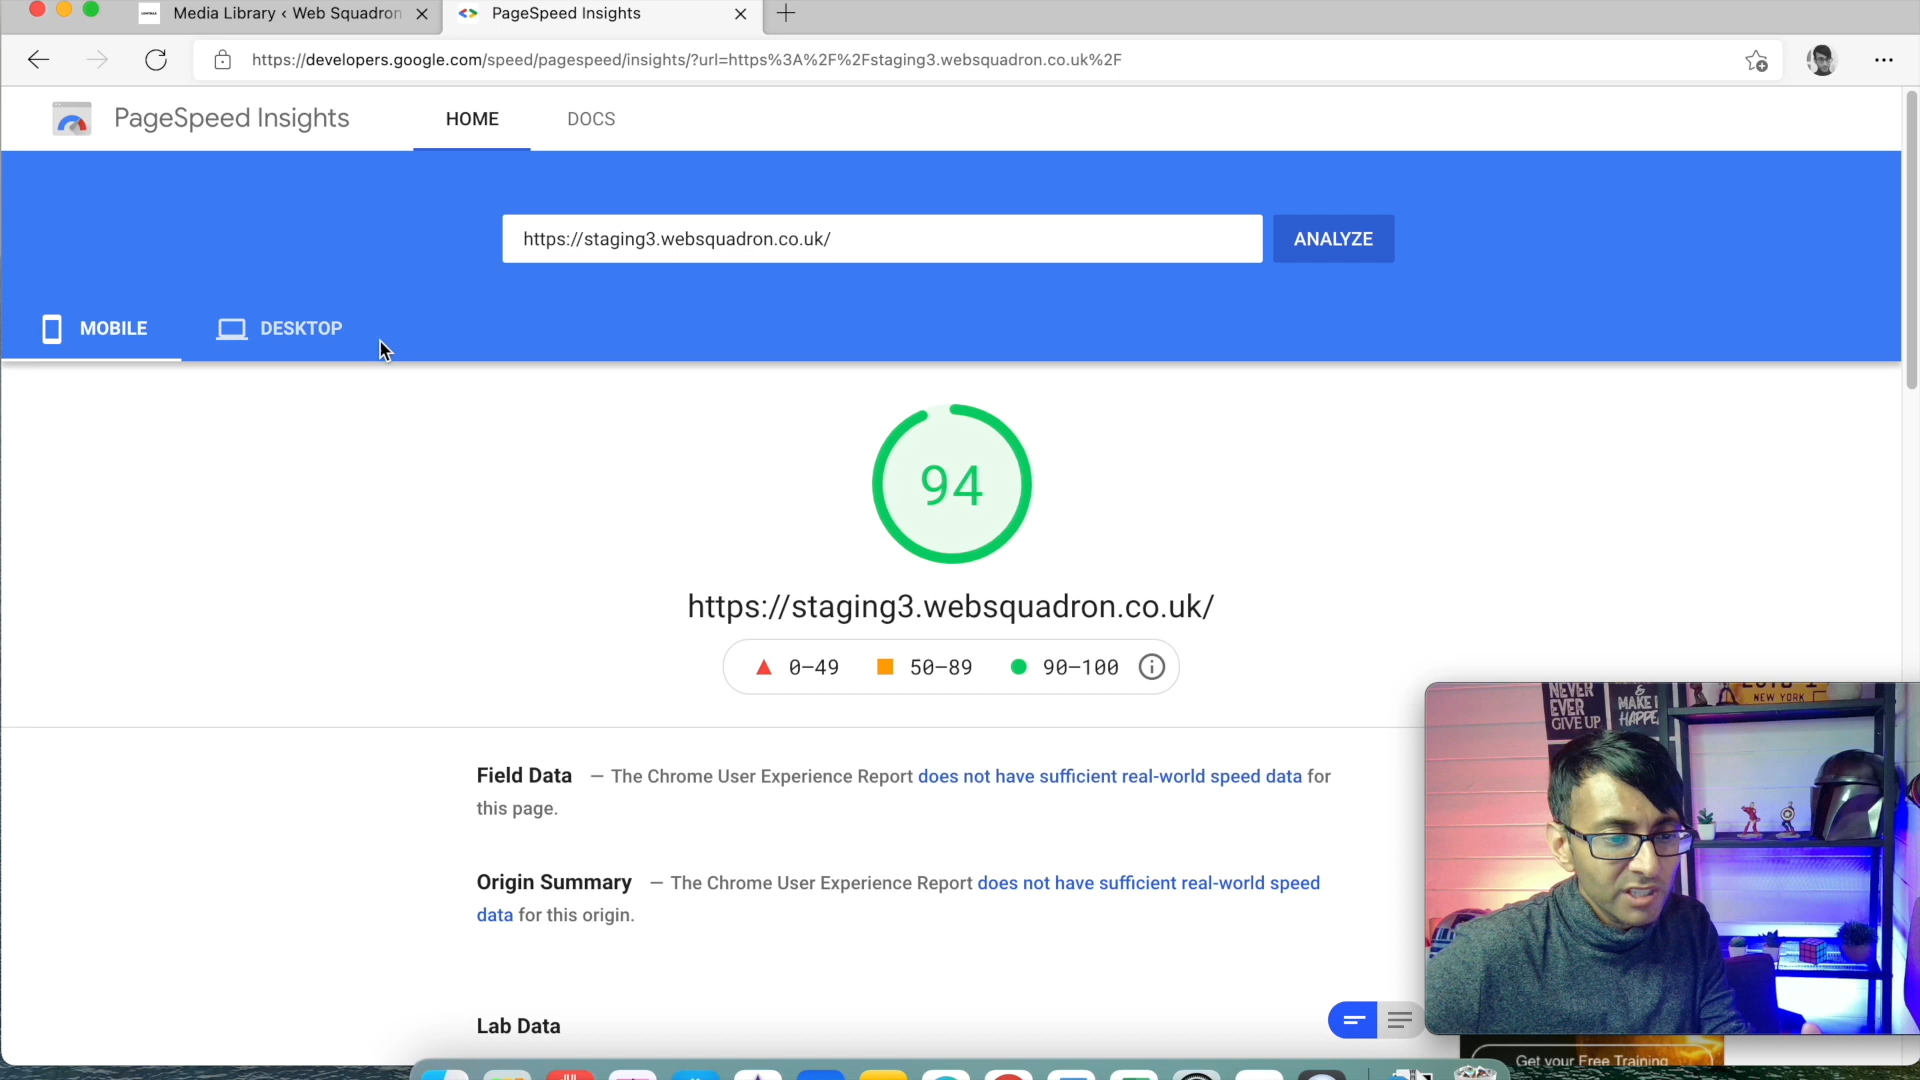 Media Library ‹ Web Squadron
PageSpeed Insights
https://developers.google.com/speed/pagespeed/insights/?url=https%3A%2F%2Fstaging3.websquadron.co.uk%2F
PageSpeed Insights
HOME
DOCS
https://staging3.websquadron.co.uk/
ANALYZE
MOBILE
DESKTOP
94
https://staging3.websquadron.co.uk/
0–49
50–89
90–100
Field Data — The Chrome User Experience Report does not have sufficient real-world speed data for
this page.
Origin Summary — The Chrome User Experience Report does not have sufficient real-world speed
data for this origin.
Lab Data
NEVER
EVER
GIVE UP
&
MAKE I
HAPPE
NEW YORK
Get your Free Training